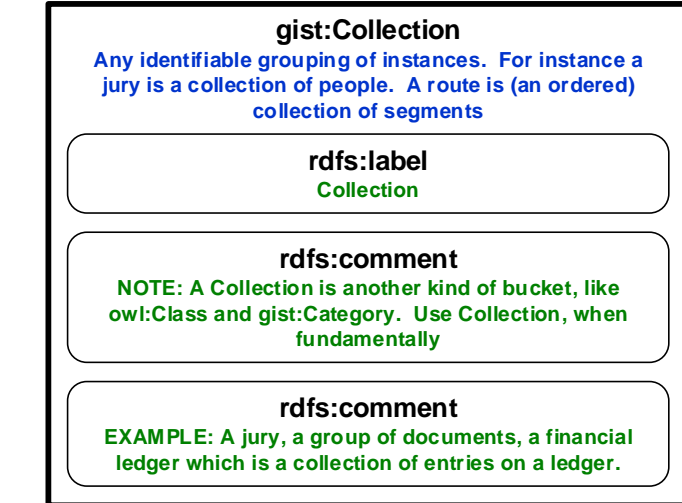 gist:Collection
Any identifiable grouping of instances.  For instance a
jury is a collection of people.  A route is (an ordered)
collection of segments
rdfs:label
Collection
rdfs:comment
NOTE: A Collection is another kind of bucket, like
owl:Class and gist:Category.  Use Collection, when
fundamentally
rdfs:comment
EXAMPLE: A jury, a group of documents, a financial
ledger which is a collection of entries on a ledger.